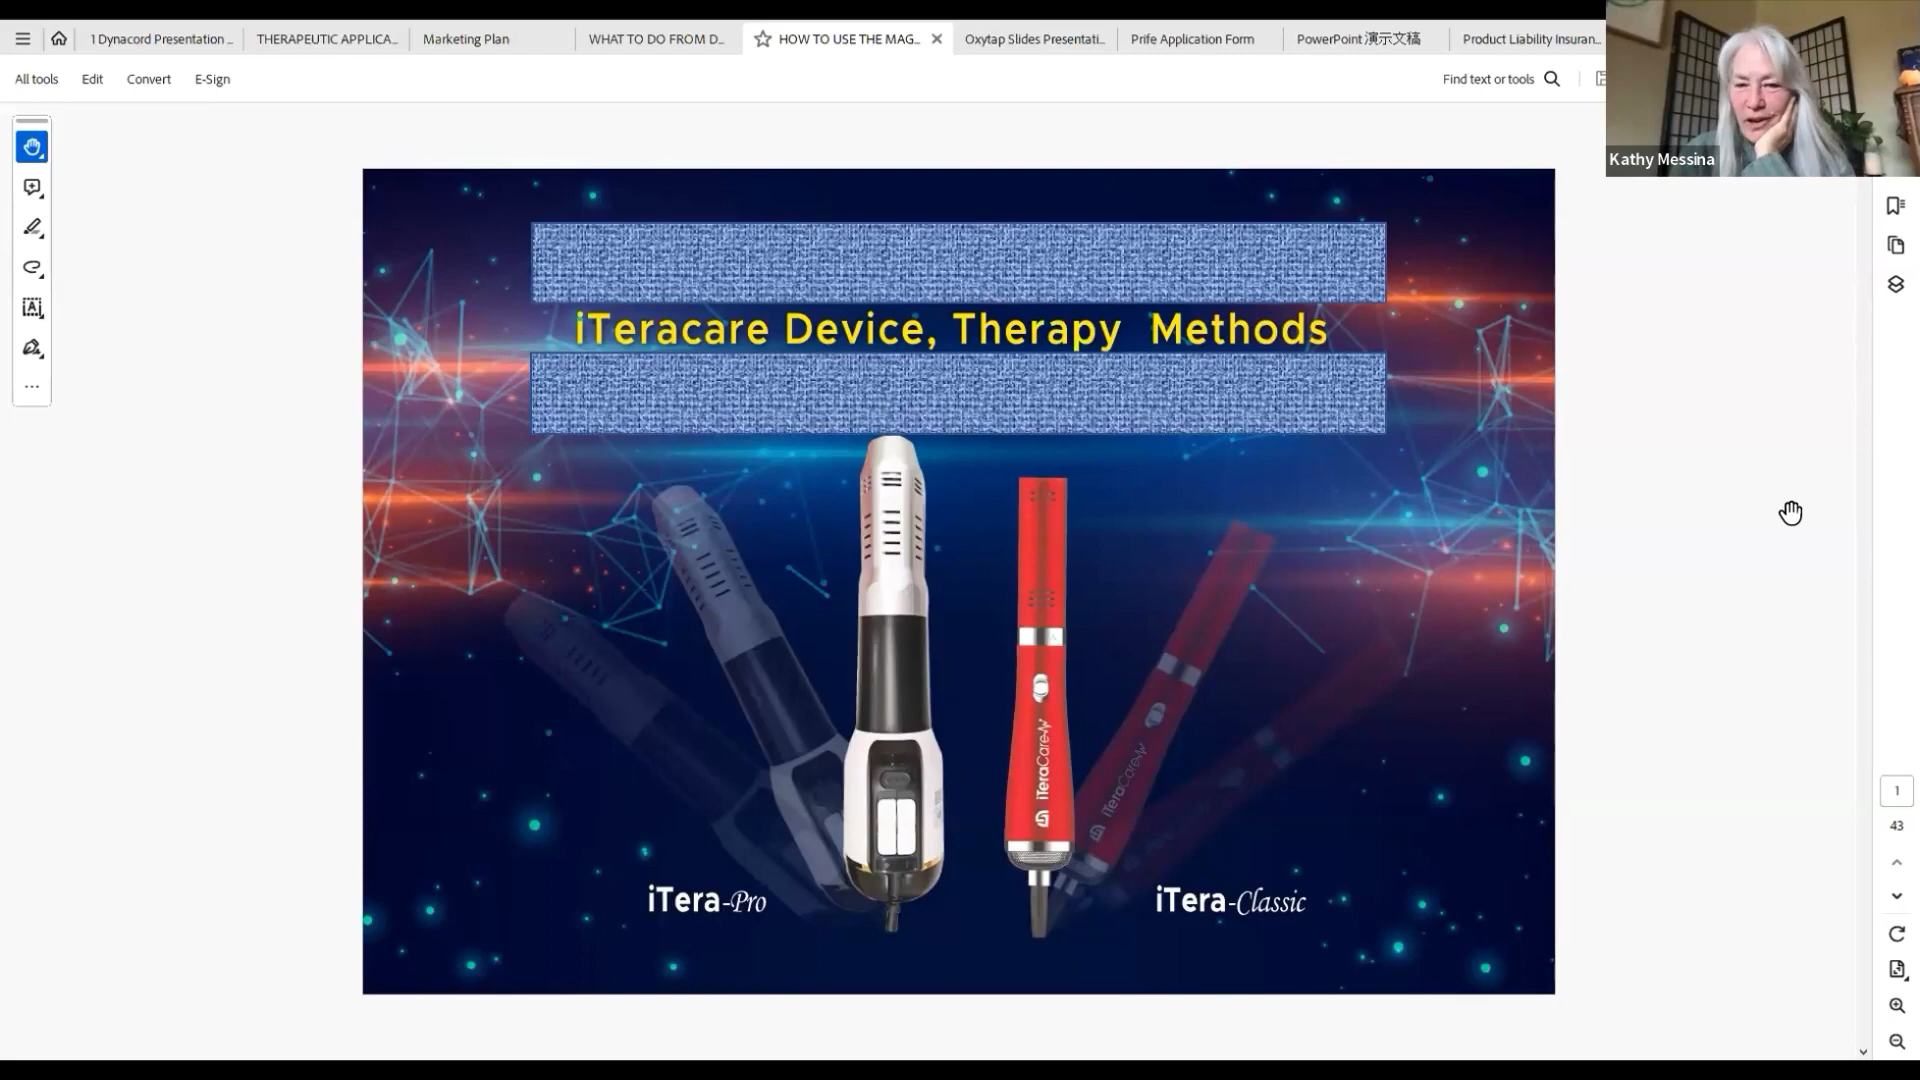 1 Dynacord Presentation ...
THERAPEUTIC APPLICA...
Marketing Plan
WHAT TO DO FROM D...
HOW TO USE THE MAG...
Oxytap Slides Presentati...
Prife Application Form
PowerPoint 演示文稿
Product Liability Insuran...
All tools
Edit
Convert
E-Sign
Find text or tools
Kathy Messina
iTeracare Device, Therapy Methods
iTeraCare
iTeraCare
iTera-Pro
iTera-Classic
1
43